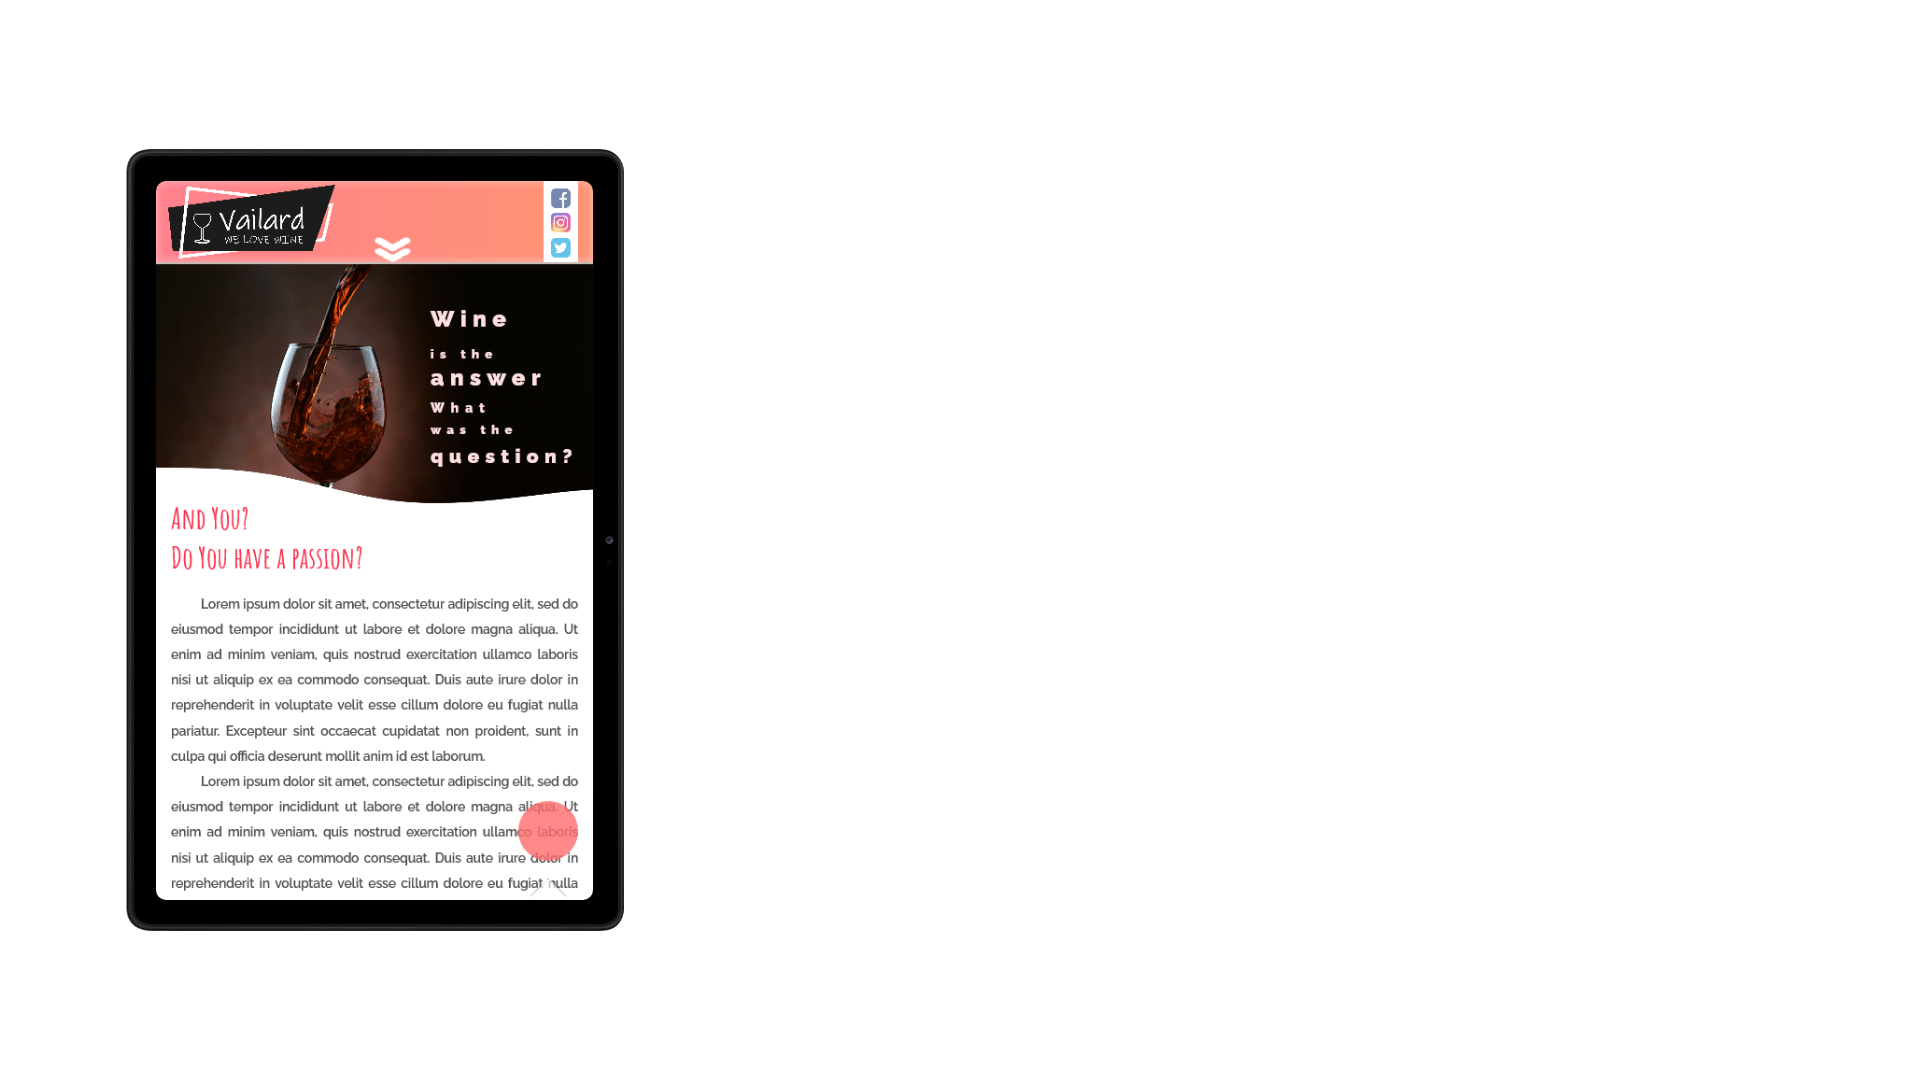 Vailard
WE LOVE WINE
Wine
is the
answer
What
was the
question?
And You?
Do You have a passion?
Lorem ipsum dolor sit amet, consectetur adipiscing elit, sed do
eiusmod tempor incididunt ut labore et dolore magna aliqua. Ut
enim ad minim veniam, quis nostrud exercitation ullamco laboris
nisi ut aliquip ex ea commodo consequat. Duis aute irure dolor in
reprehenderit in voluptate velit esse cillum dolore eu fugiat nulla
pariatur. Excepteur sint occaecat cupidatat non proident, sunt in
culpa qui officia deserunt mollit anim id est laborum.
Lorem ipsum dolor sit amet, consectetur adipiscing elit, sed do
eiusmod tempor incididunt ut labore et dolore magna aliqua. Ut
enim ad minim veniam, quis nostrud exercitation ullamco laboris
nisi ut aliquip ex ea commodo consequat. Duis aute irure dolor in
reprehenderit in voluptate velit esse cillum dolore eu fugiat nulla